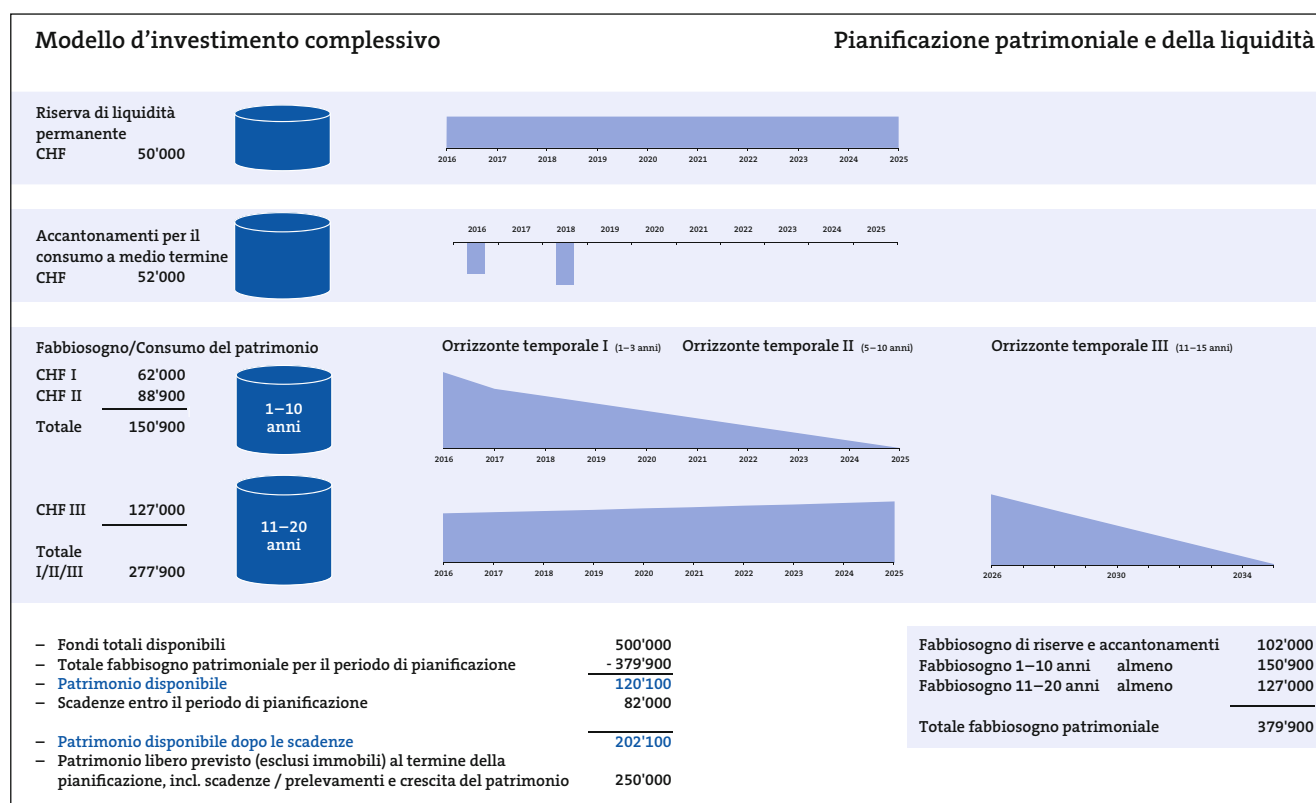 Modello d’investimento complessivo
Pianificazione patrimoniale e della liquidità
Riserva di liquidità
permanente
CHF 50'000
2016 2017 2018 2019 2020 2021 2022 2023 2024 2025
Accantonamenti per il
consumo a medio termine
CHF 52'000
2016 2017 2018 2019 2020 2021 2022 2023 2024 2025
Fabbiosogno/Consumo del patrimonio
CHF I 62'000
CHF II 88'900
Totale 150'900
1–10
anni
Orrizzonte temporale I (1–3 anni)
Orrizzonte temporale II (5–10 anni)
Orrizzonte temporale III (11–15 anni)
2016 2017 2018 2019 2020 2021 2022 2023 2024 2025
CHF III 127'000
Totale
I/II/III 277'900
11–20
anni
2016 2017 2018 2019 2020 2021 2022 2023 2024 2025
2026 2030 2034
– Fondi totali disponibili 500'000
– Totale fabbisogno patrimoniale per il periodo di pianificazione - 379'900
– Patrimonio disponibile 120'100
– Scadenze entro il periodo di pianificazione 82'000
– Patrimonio disponibile dopo le scadenze 202'100
– Patrimonio libero previsto (esclusi immobili) al termine della
pianificazione, incl. scadenze / prelevamenti e crescita del patrimonio 250'000
Fabbiosogno di riserve e accantonamenti 102'000
Fabbiosogno 1–10 anni almeno 150'900
Fabbiosogno 11–20 anni almeno 127'000
Totale fabbiosogno patrimoniale 379'900